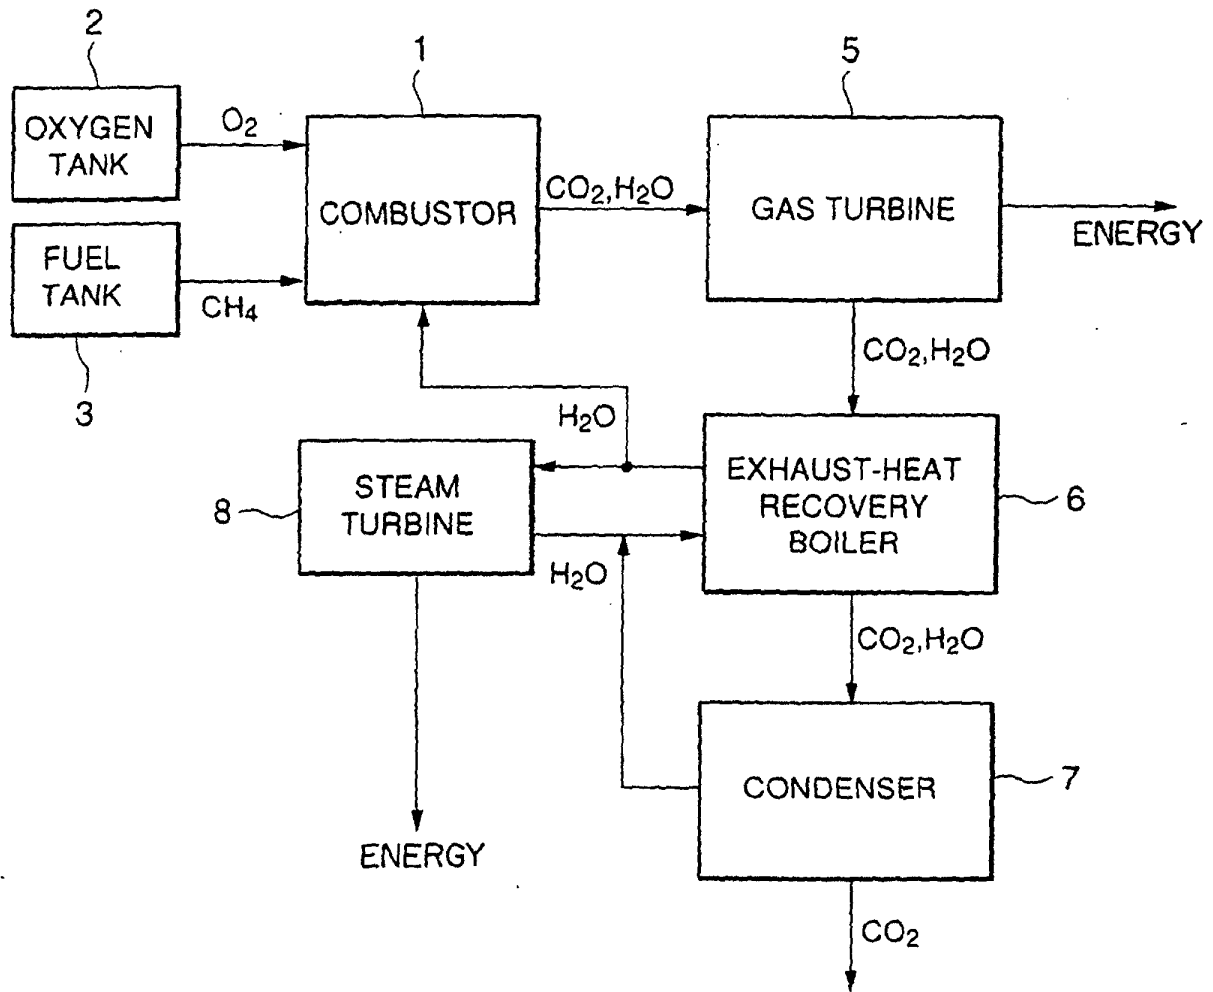 2
1
5
OXYGEN
TANK
O2
COMBUSTOR
CO2,H2O
GAS TURBINE
ENERGY
FUEL
TANK
CH4
3
CO2,H2O
H2O
STEAM
TURBINE
8
EXHAUST-HEAT
RECOVERY
BOILER
6
H2O
CO2,H2O
CONDENSER
7
ENERGY
CO2